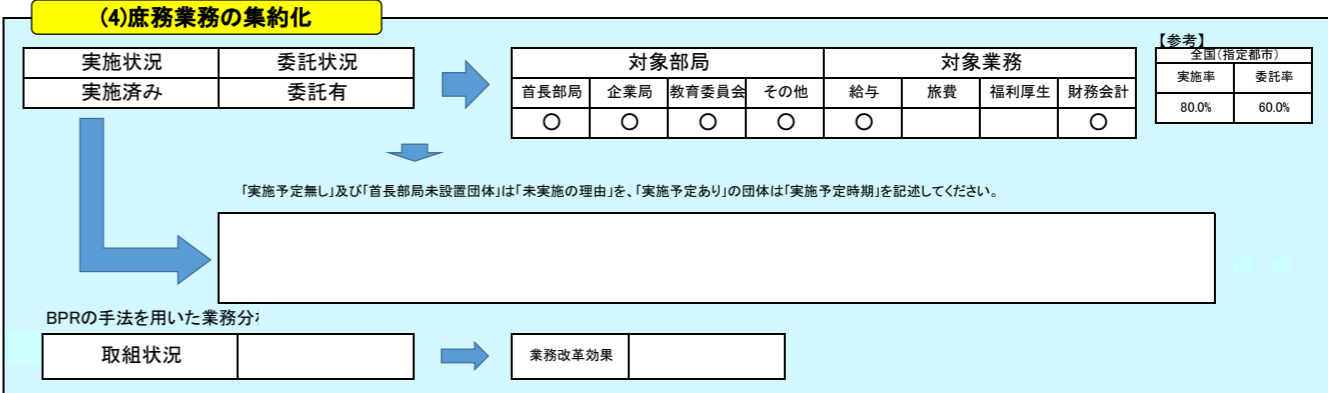 (4)庶務業務の集約化
実施状況 委託状況
実施済み 委託有
対象部局 対象業務
首長部局 企業局 教育委員会 その他 給与 旅費 福利厚生 財務会計
〇 〇 〇 〇 〇 〇
【参考】
全国(指定都市)
実施率 委託率
80.0% 60.0%
「実施予定無し」及び「首長部局未設置団体」は「未実施の理由」を、「実施予定あり」の団体は「実施予定時期」を記述してください。
BPRの手法を用いた業務分
取組状況
業務改革効果